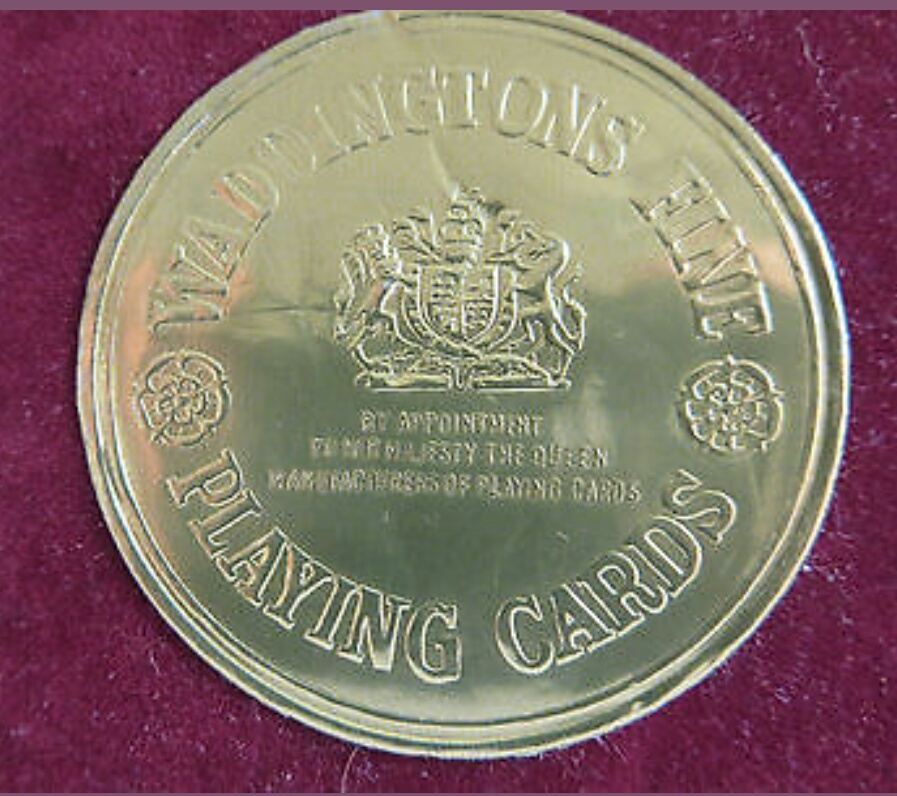 WADDINGTONS FINE
BY APPOINTMENT
TO HER MAJESTY THE QUEEN
MANUFACTURERS OF PLAYING CARDS
PLAYING CARDS